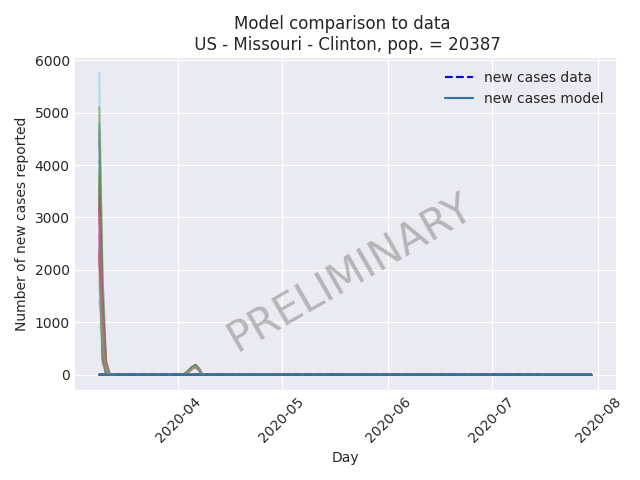 Model comparison to data
US - Missouri - Clinton, pop. = 20387
new cases data
new cases model
Number of new cases reported
6000
5000
4000
3000
2000
1000
0
PRELIMINARY
2020-04
2020-05
2020-06
2020-07
2020-08
Day